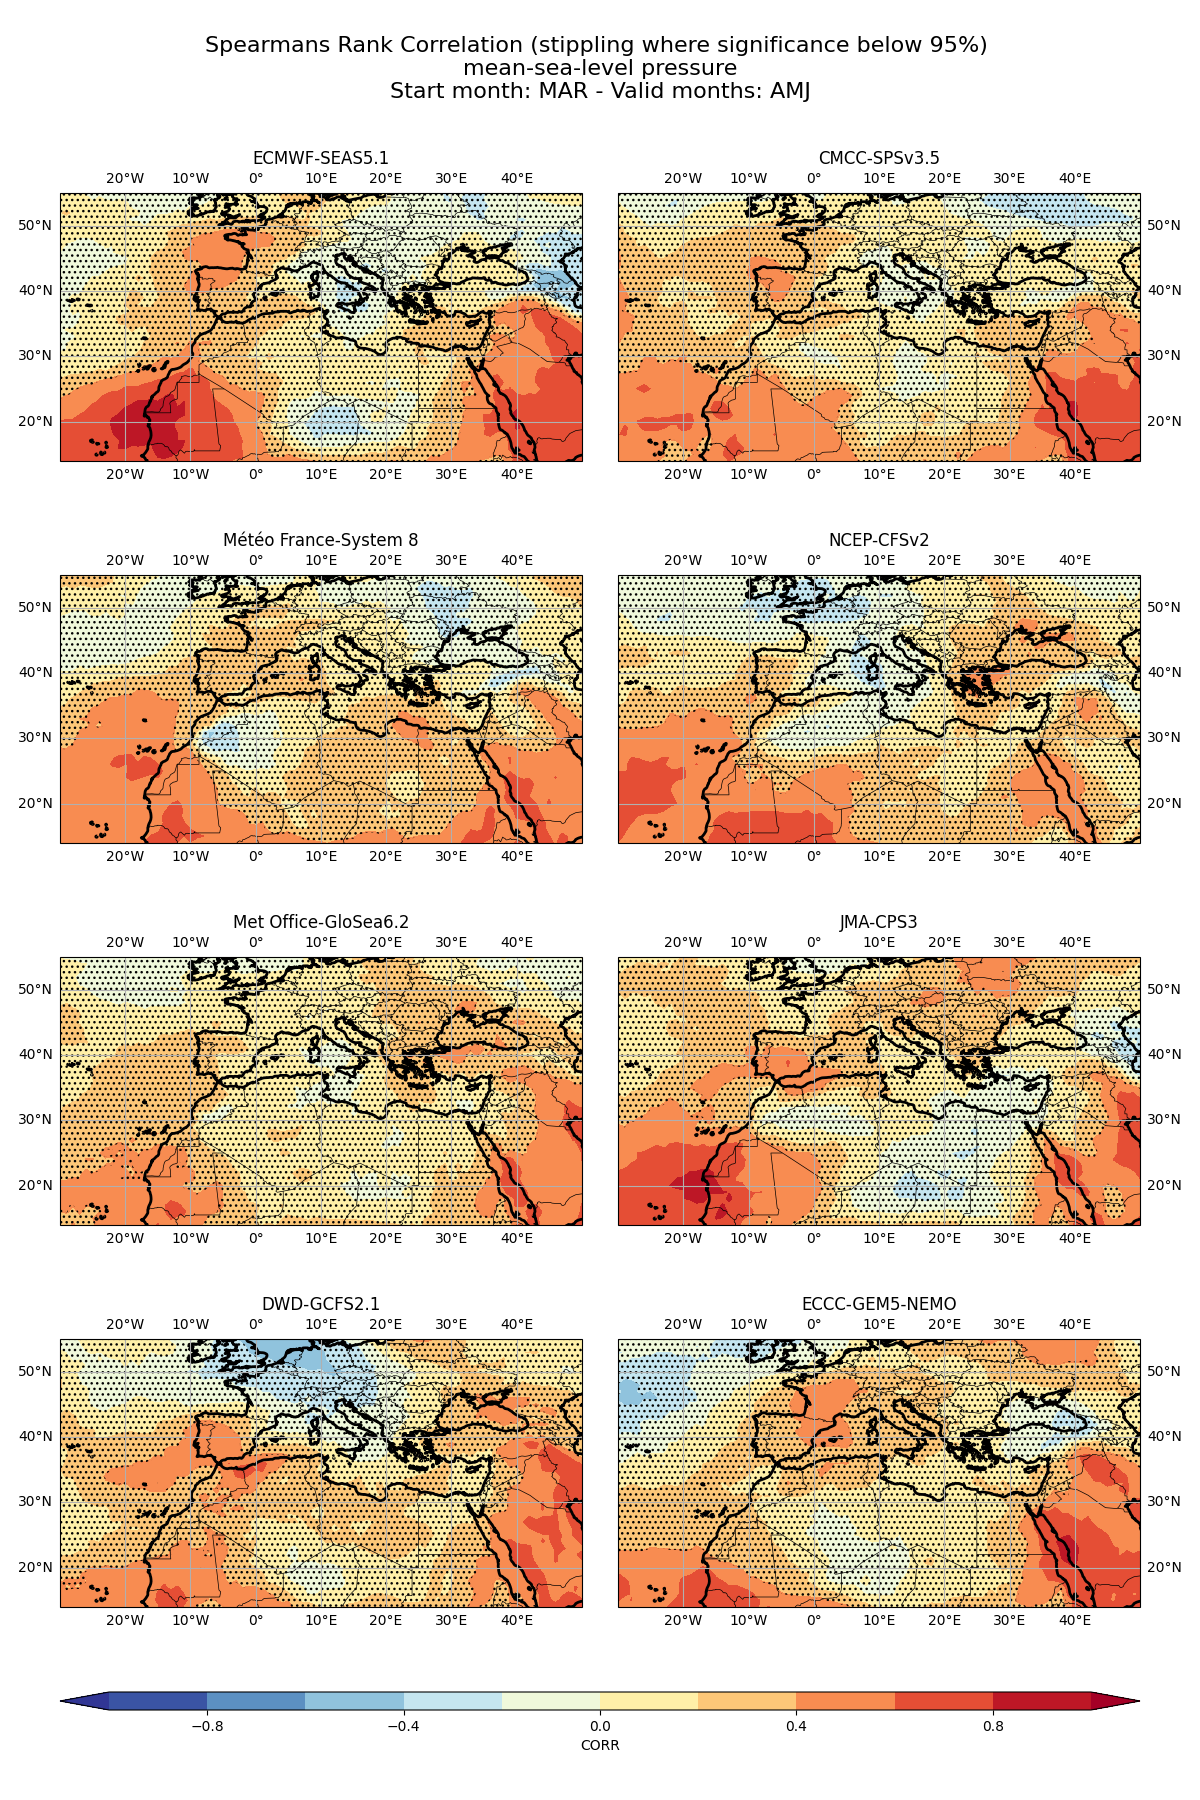 Spearmans Rank Correlation (stippling where significance below 95%)
mean-sea-level pressure
Start month: MAR - Valid months: AMJ
ECMWF-SEAS5.1
20°W 10°W 0° 10°E 20°E 30°E 40°E
50°N
40°N
30°N
20°N
20°W 10°W 0° 10°E 20°E 30°E 40°E
CMCC-SPSv3.5
20°W 10°W 0° 10°E 20°E 30°E 40°E
50°N
40°N
30°N
20°N
20°W 10°W 0° 10°E 20°E 30°E 40°E
Météo France-System 8
20°W 10°W 0° 10°E 20°E 30°E 40°E
50°N
40°N
30°N
20°N
20°W 10°W 0° 10°E 20°E 30°E 40°E
NCEP-CFSv2
20°W 10°W 0° 10°E 20°E 30°E 40°E
50°N
40°N
30°N
20°N
20°W 10°W 0° 10°E 20°E 30°E 40°E
Met Office-GloSea6.2
20°W 10°W 0° 10°E 20°E 30°E 40°E
50°N
40°N
30°N
20°N
20°W 10°W 0° 10°E 20°E 30°E 40°E
JMA-CPS3
20°W 10°W 0° 10°E 20°E 30°E 40°E
50°N
40°N
30°N
20°N
20°W 10°W 0° 10°E 20°E 30°E 40°E
DWD-GCFS2.1
20°W 10°W 0° 10°E 20°E 30°E 40°E
50°N
40°N
30°N
20°N
20°W 10°W 0° 10°E 20°E 30°E 40°E
ECCC-GEM5-NEMO
20°W 10°W 0° 10°E 20°E 30°E 40°E
50°N
40°N
30°N
20°N
20°W 10°W 0° 10°E 20°E 30°E 40°E
−0.8 −0.4 0.0 0.4 0.8
CORR